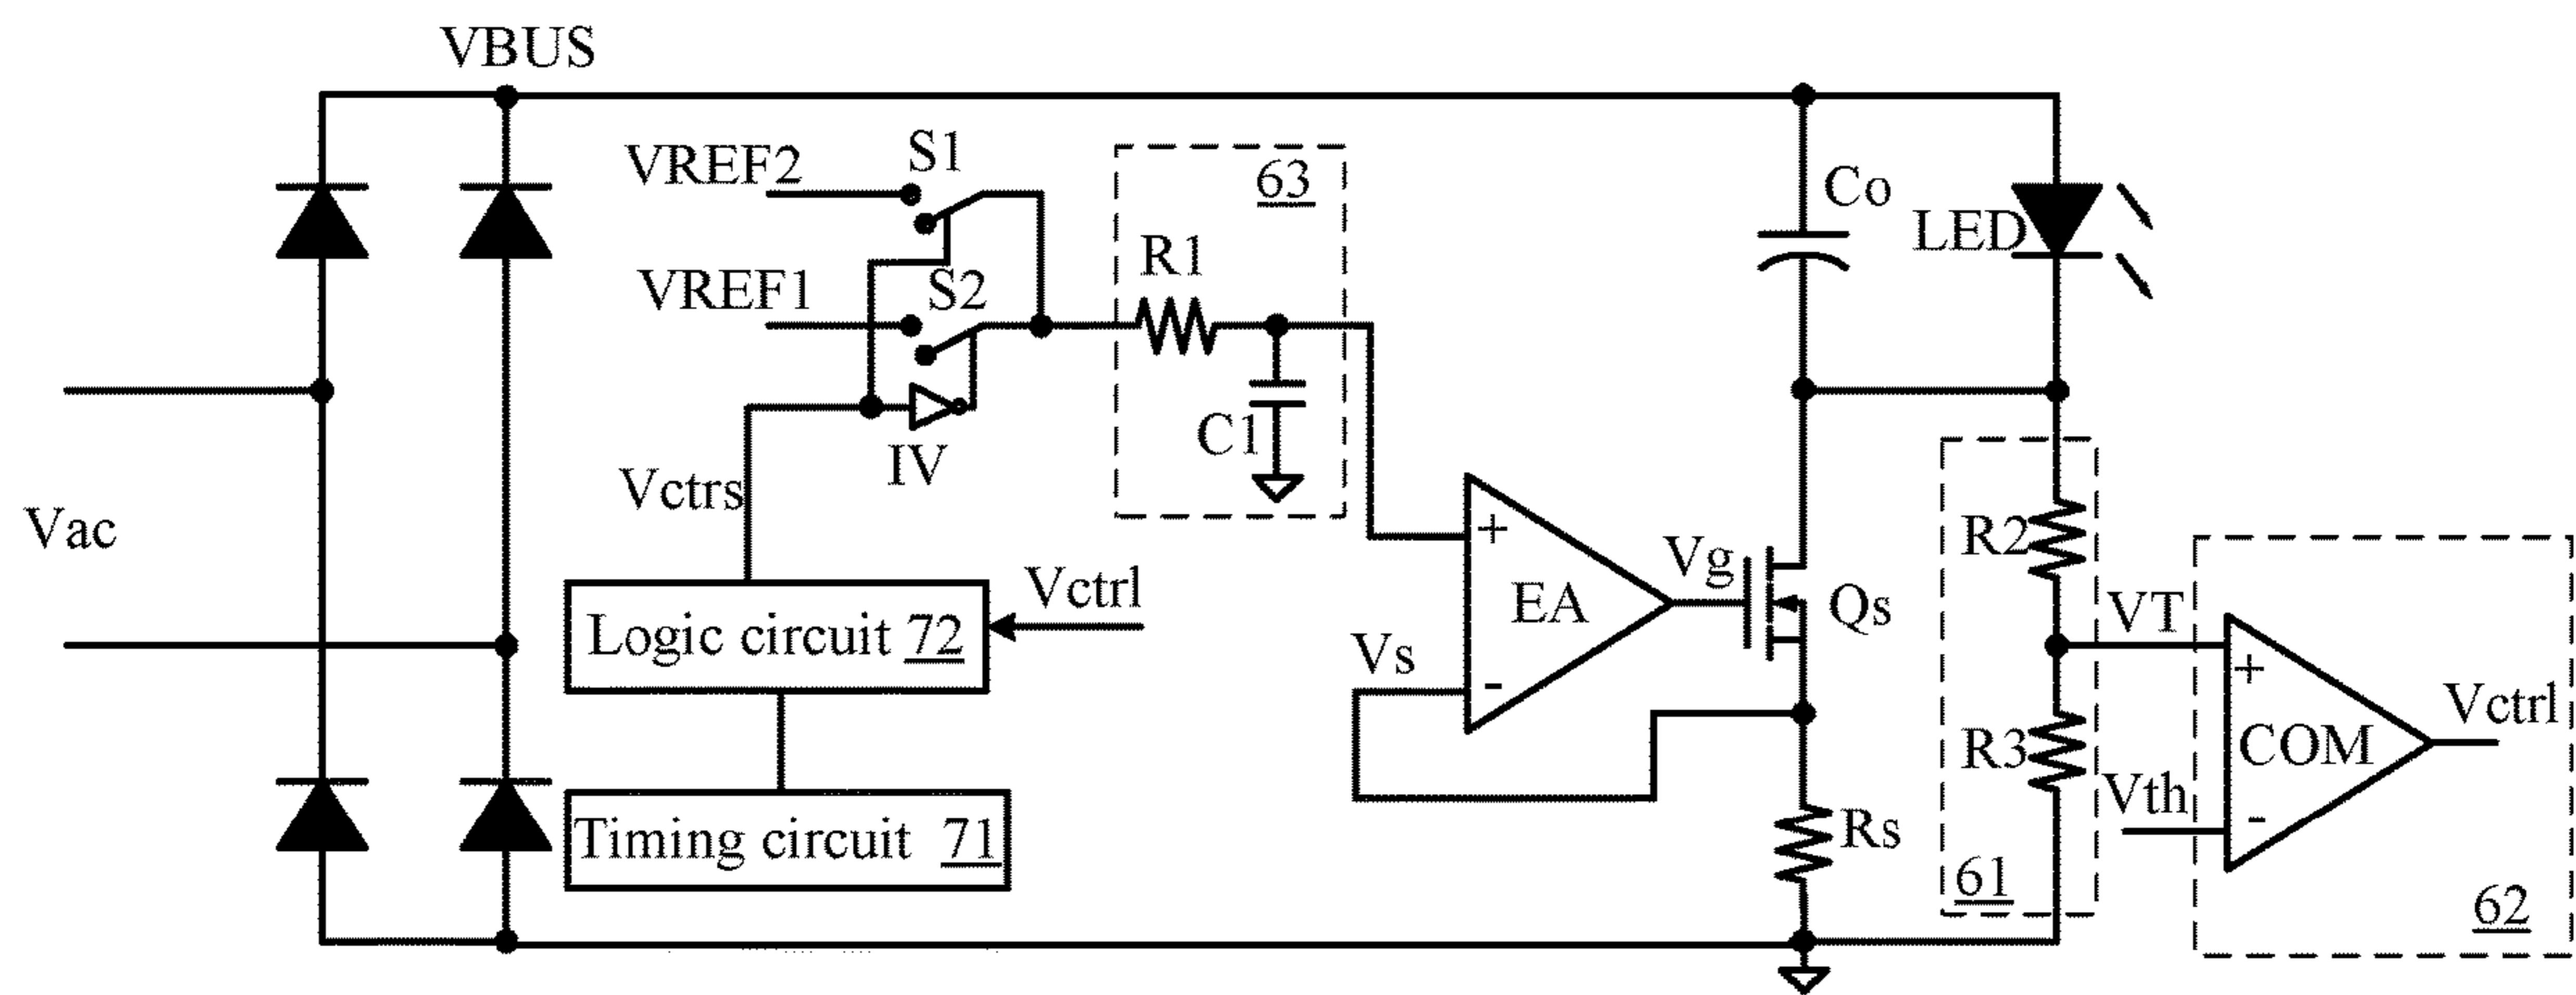 VBUS
VREF2
S1
63
Co
LED
R1
VREF1
S2
C1
IV
Vctrs
Vac
+
EA
-
Vg
Qs
R2
VT
Vctrl
Logic circuit 72
Vs
+
COM
-
Vctrl
R3
Vth
Timing circuit 71
Rs
61
62